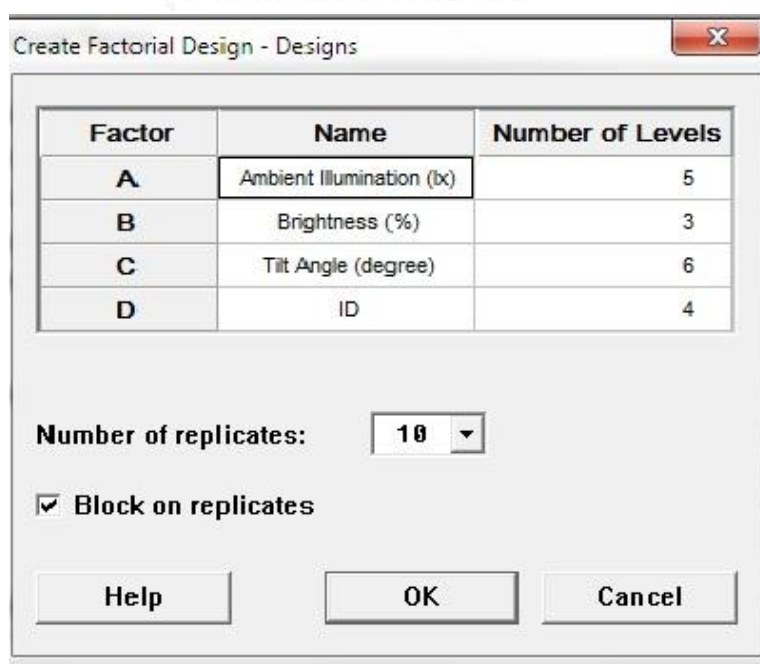 Create Factorial Design - Designs
Factor Name Number of Levels
A Ambient Illumination (lx) 5
B Brightness (%) 3
C Tilt Angle (degree) 6
D ID 4
Number of replicates: 10
Block on replicates
Help OK Cancel